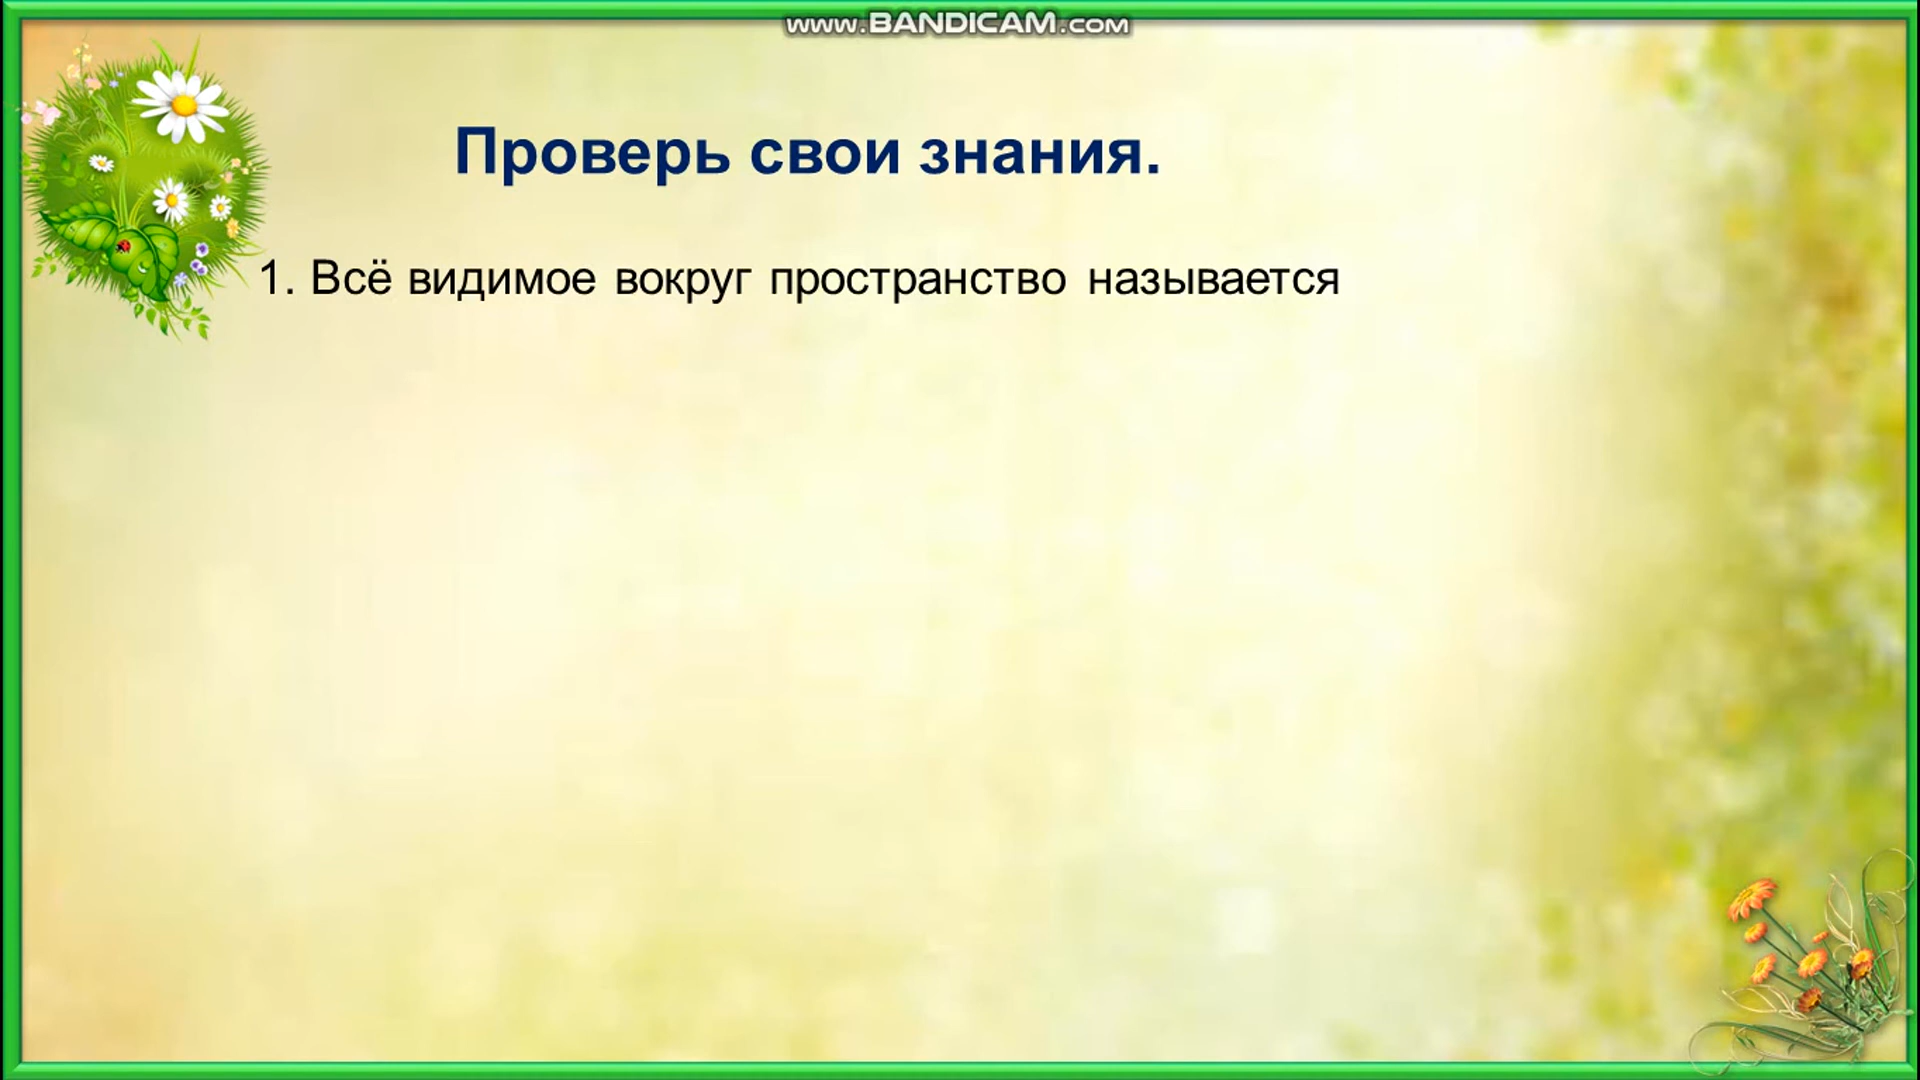 www.BANDICAM.com
Проверь свои знания.
1. Всё видимое вокруг пространство называется